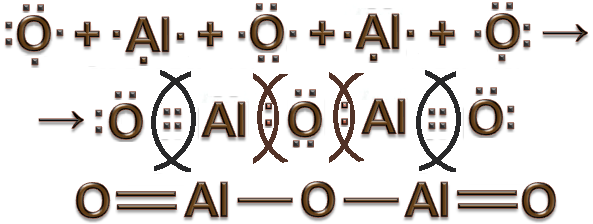 O + Al + O + Al + O →
→ O Al O Al O
O=Al—O—Al=O